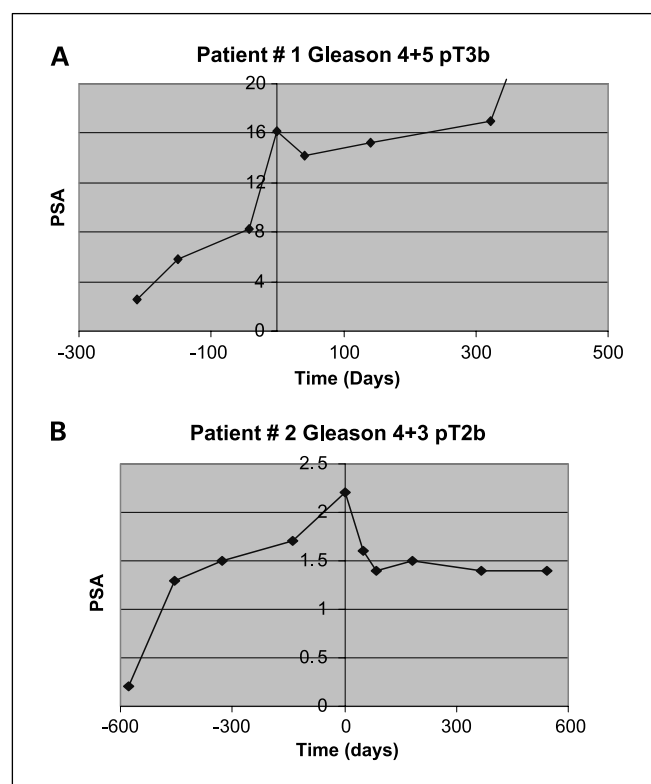 A
Patient # 1 Gleason 4+5 pT3b
20
16
12
8
4
0
PSA
-300 -100 100 300 500
Time (Days)
B
Patient # 2 Gleason 4+3 pT2b
2.5
2
1.5
1
0.5
0
PSA
-600 -300 0 300 600
Time (days)